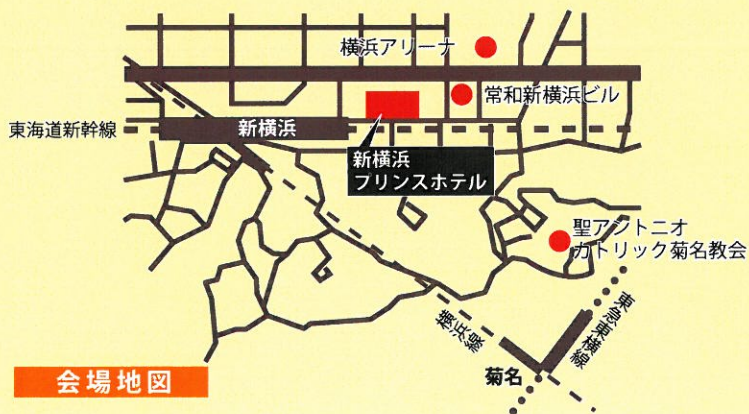 横浜アリーナ
常和新横浜ビル
東海道新幹線
新横浜
新横浜
プリンスホテル
聖アントニオ
カトリック菊名教会
横浜線
東急東横線
菊名
会場地図